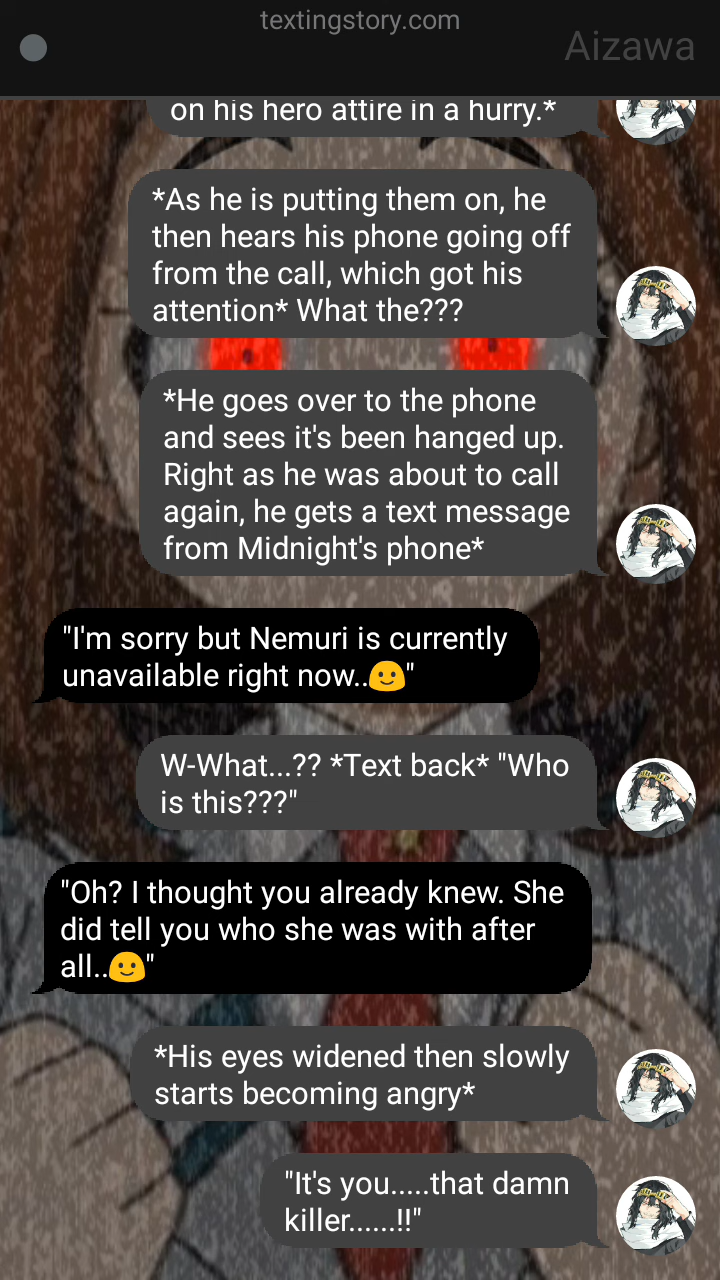 textingstory.com
Aizawa
on his hero attire in a hurry.*
*As he is putting them on, he
then hears his phone going off
from the call, which got his
attention* What the???
*He goes over to the phone
and sees it's been hanged up.
Right as he was about to call
again, he gets a text message
from Midnight's phone*
"I'm sorry but Nemuri is currently
unavailable right now..🙂"
W-What...?? *Text back* "Who
is this???"
"Oh? I thought you already knew. She
did tell you who she was with after
all..🙂"
*His eyes widened then slowly
starts becoming angry*
"It's you.....that damn
killer......!!"